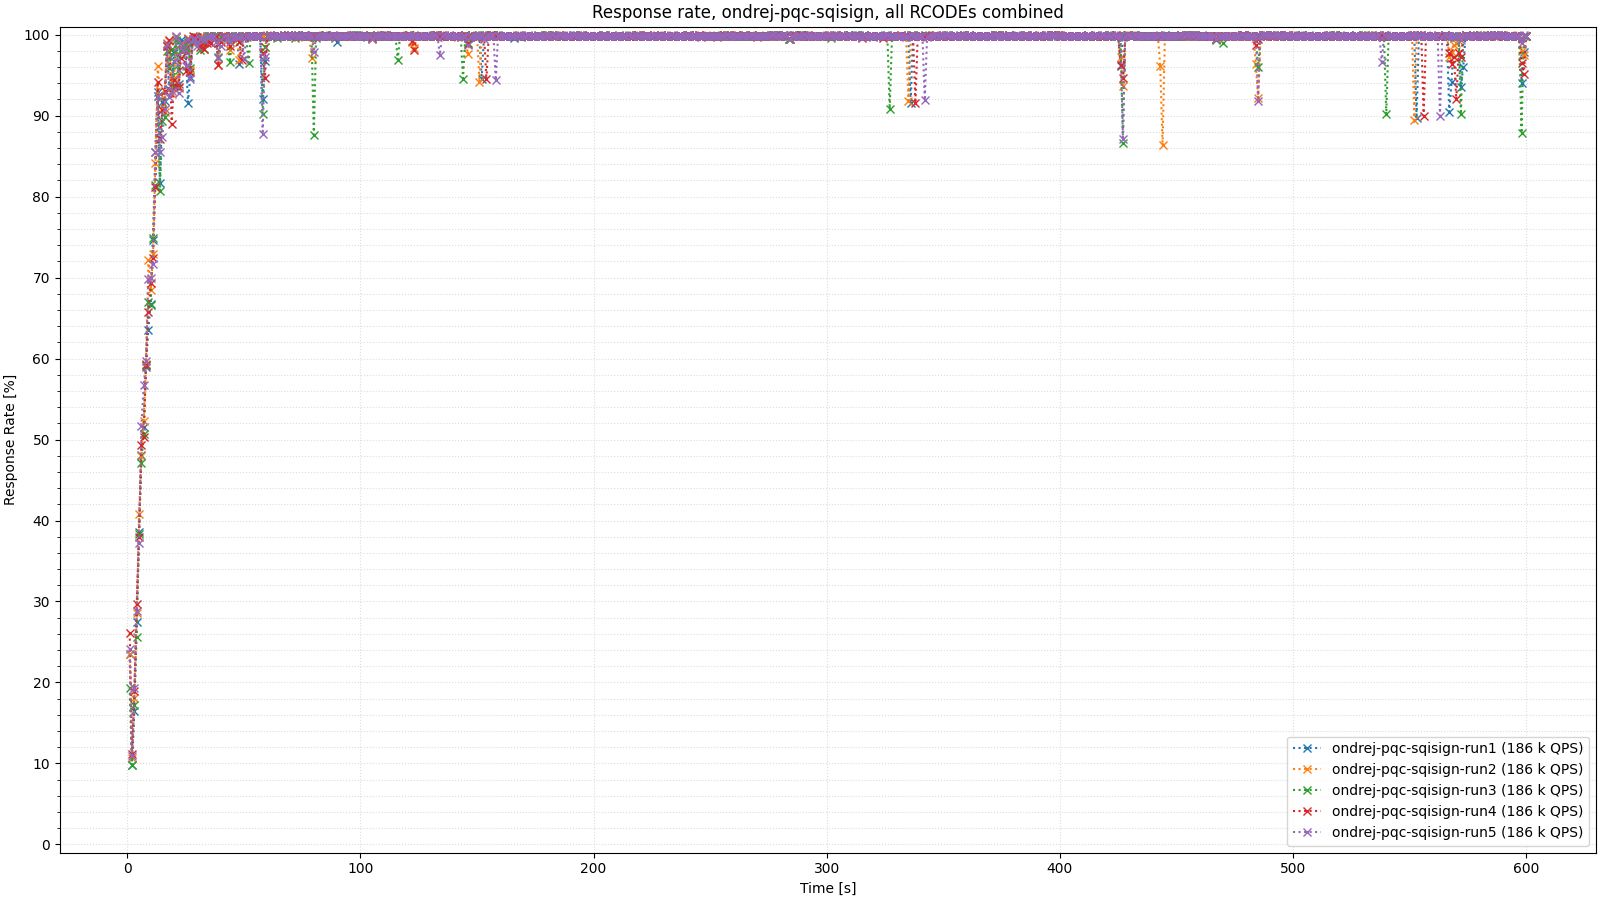 Response rate, ondrej-pqc-sqisign, all RCODEs combined
Response Rate [%]
100
90
80
70
60
50
40
30
20
10
0
0 100 200 300 400 500 600
Time [s]
ondrej-pqc-sqisign-run1 (186 k QPS)
ondrej-pqc-sqisign-run2 (186 k QPS)
ondrej-pqc-sqisign-run3 (186 k QPS)
ondrej-pqc-sqisign-run4 (186 k QPS)
ondrej-pqc-sqisign-run5 (186 k QPS)